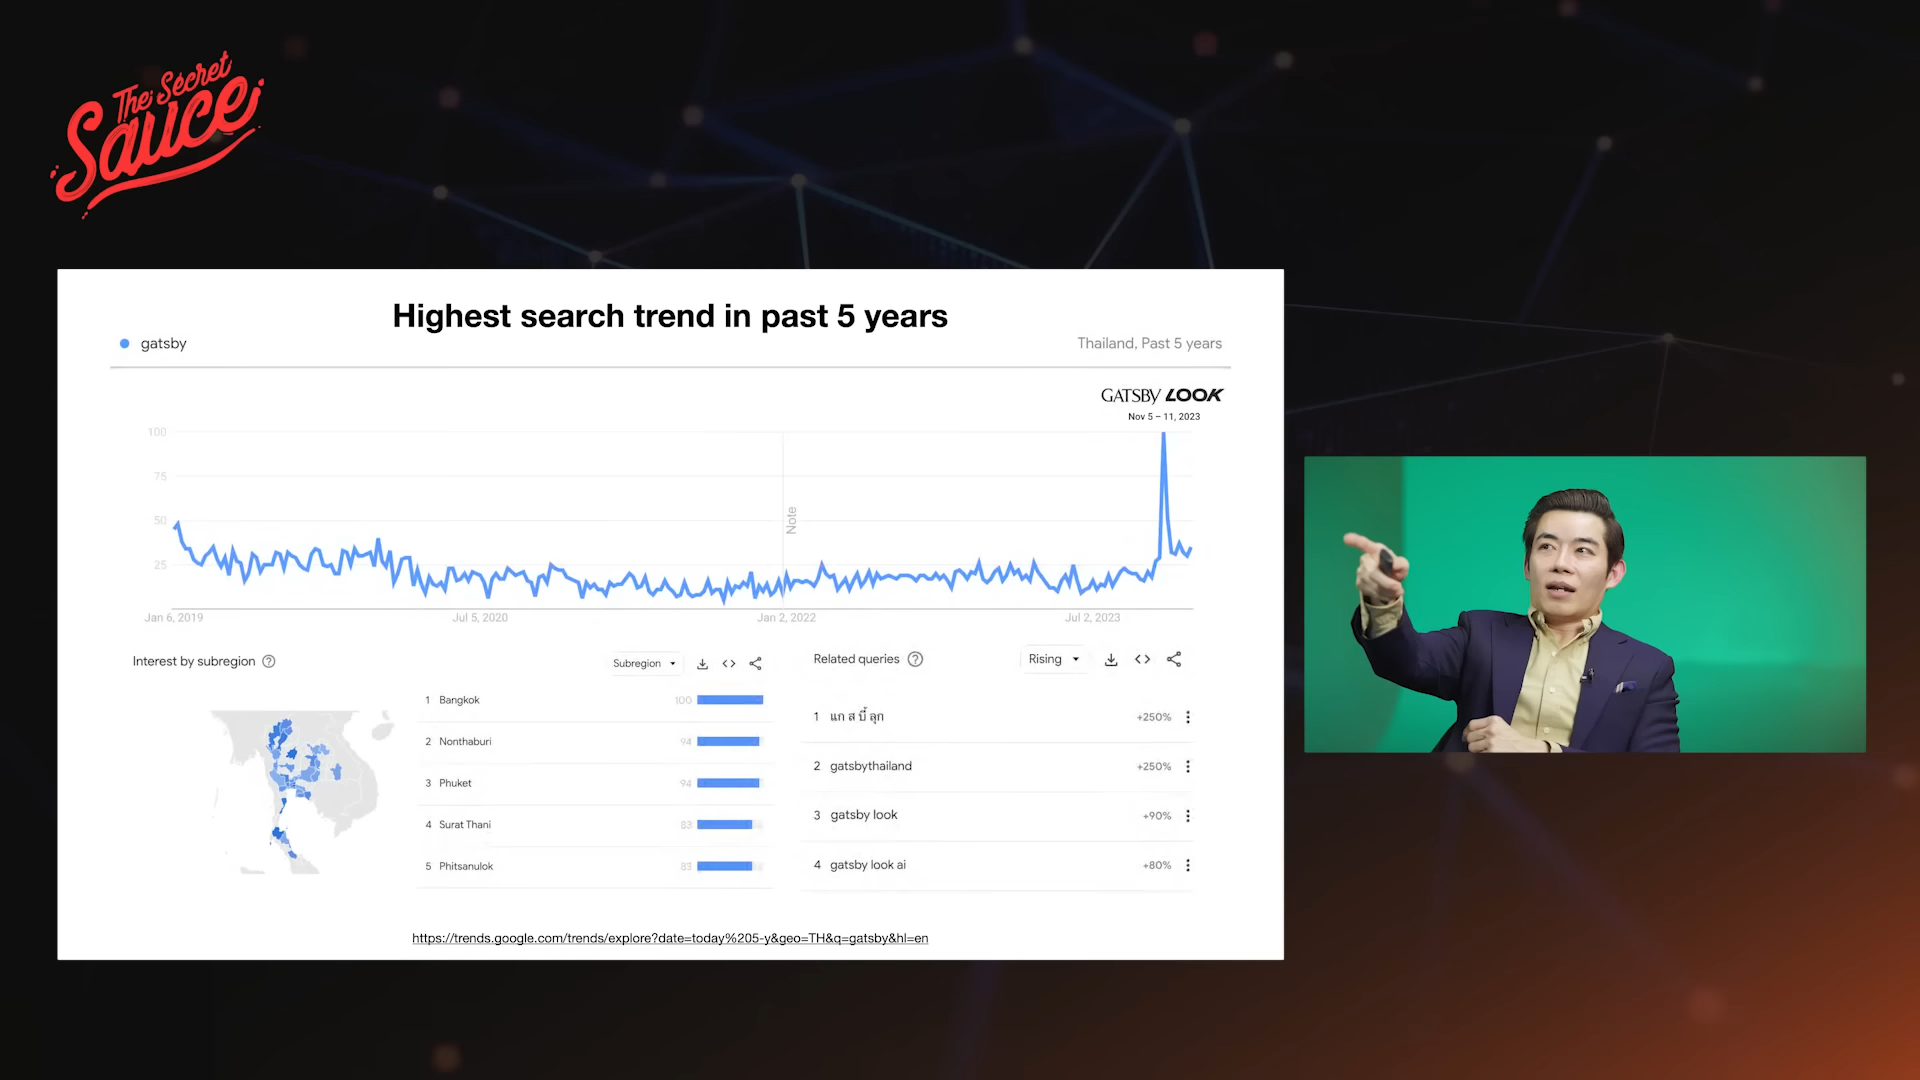 The Secret
Sauce
Highest search trend in past 5 years
gatsby
Thailand, Past 5 years
GATSBY LOOK
Nov 5 – 11, 2023
100
75
50
25
Note
Jan 6, 2019
Jul 5, 2020
Jan 2, 2022
Jul 2, 2023
Interest by subregion
Subregion
1 Bangkok 100
2 Nonthaburi 94
3 Phuket 94
4 Surat Thani 83
5 Phitsanulok 83
Related queries
Rising
1 แก ส บี้ ลุก +250%
2 gatsbythailand +250%
3 gatsby look +90%
4 gatsby look ai +80%
https://trends.google.com/trends/explore?date=today%205-y&geo=TH&q=gatsby&hl=en